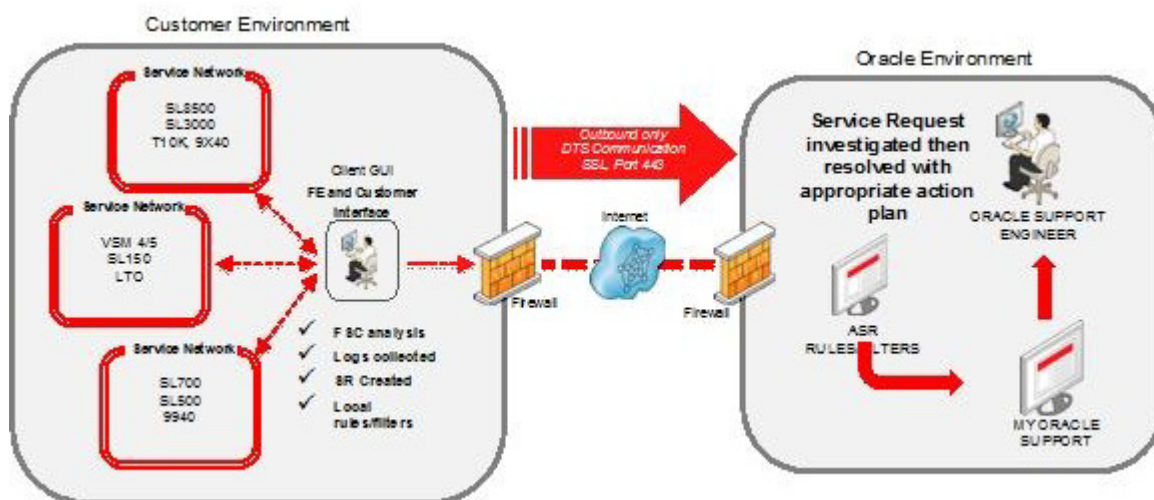 Customer Environment
Service Network
SL8500
SL3000
T10K, 9X40
Service Network
VSM 4/5
SL150
LTO
Service Network
SL700
SL500
9940
Client GUI
FE and Customer
Interface
FSC analysis
Logs collected
SR Created
Local
rules/filters
Outbound only
DTS Communication
SSL, Port 443
Firewall
Internet
Firewall
Oracle Environment
Service Request
investigated then
resolved with
appropriate action
plan
ORACLE SUPPORT
ENGINEER
ASR
RULES/FILTERS
MY ORACLE
SUPPORT